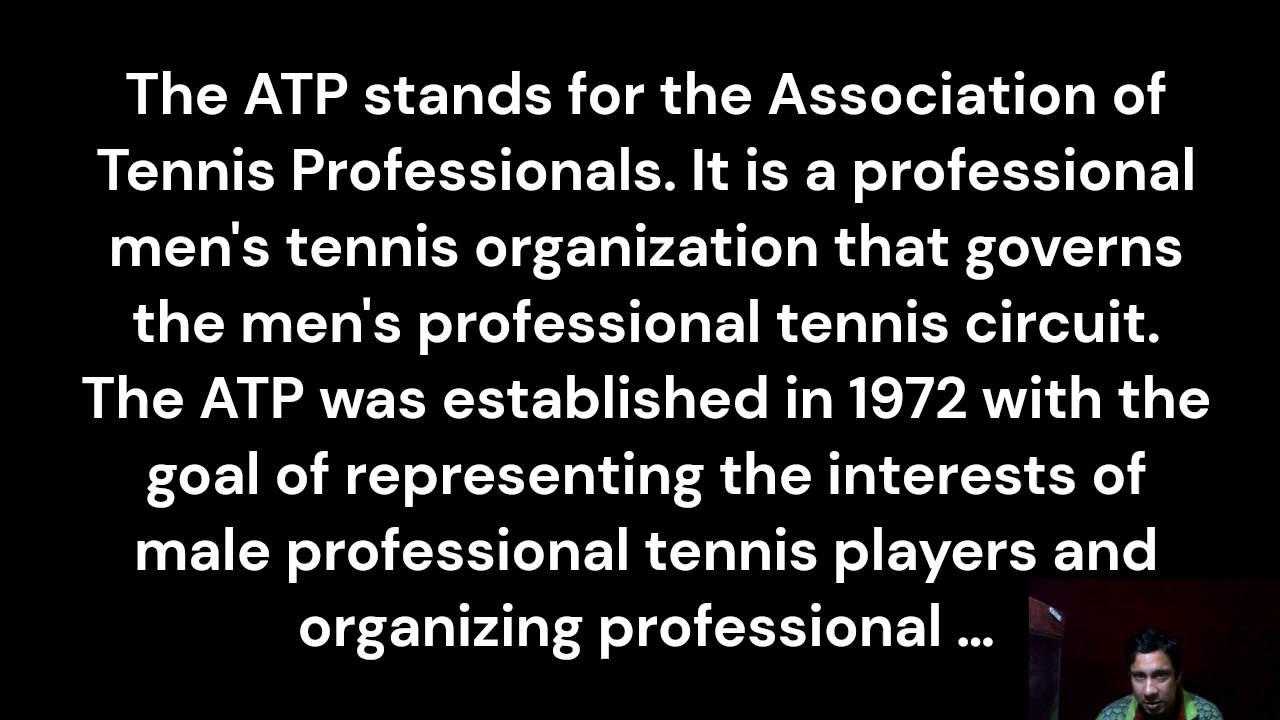 The ATP stands for the Association of
Tennis Professionals. It is a professional
men's tennis organization that governs
the men's professional tennis circuit.
The ATP was established in 1972 with the
goal of representing the interests of
male professional tennis players and
organizing professional ...